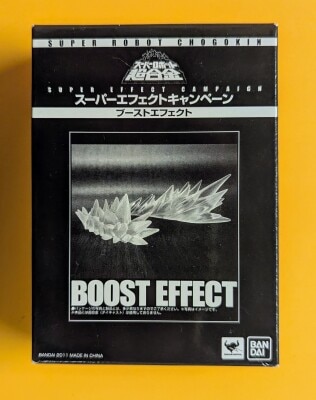 SUPER ROBOT CHOGOKIN
スーパーロボット
超合金
SUPER EFFECT CAMPAIGN
スーパーエフェクトキャンペーン
ブーストエフェクト
BOOST EFFECT
BANDAI 2011 MADE IN CHINA
BAN
DAI